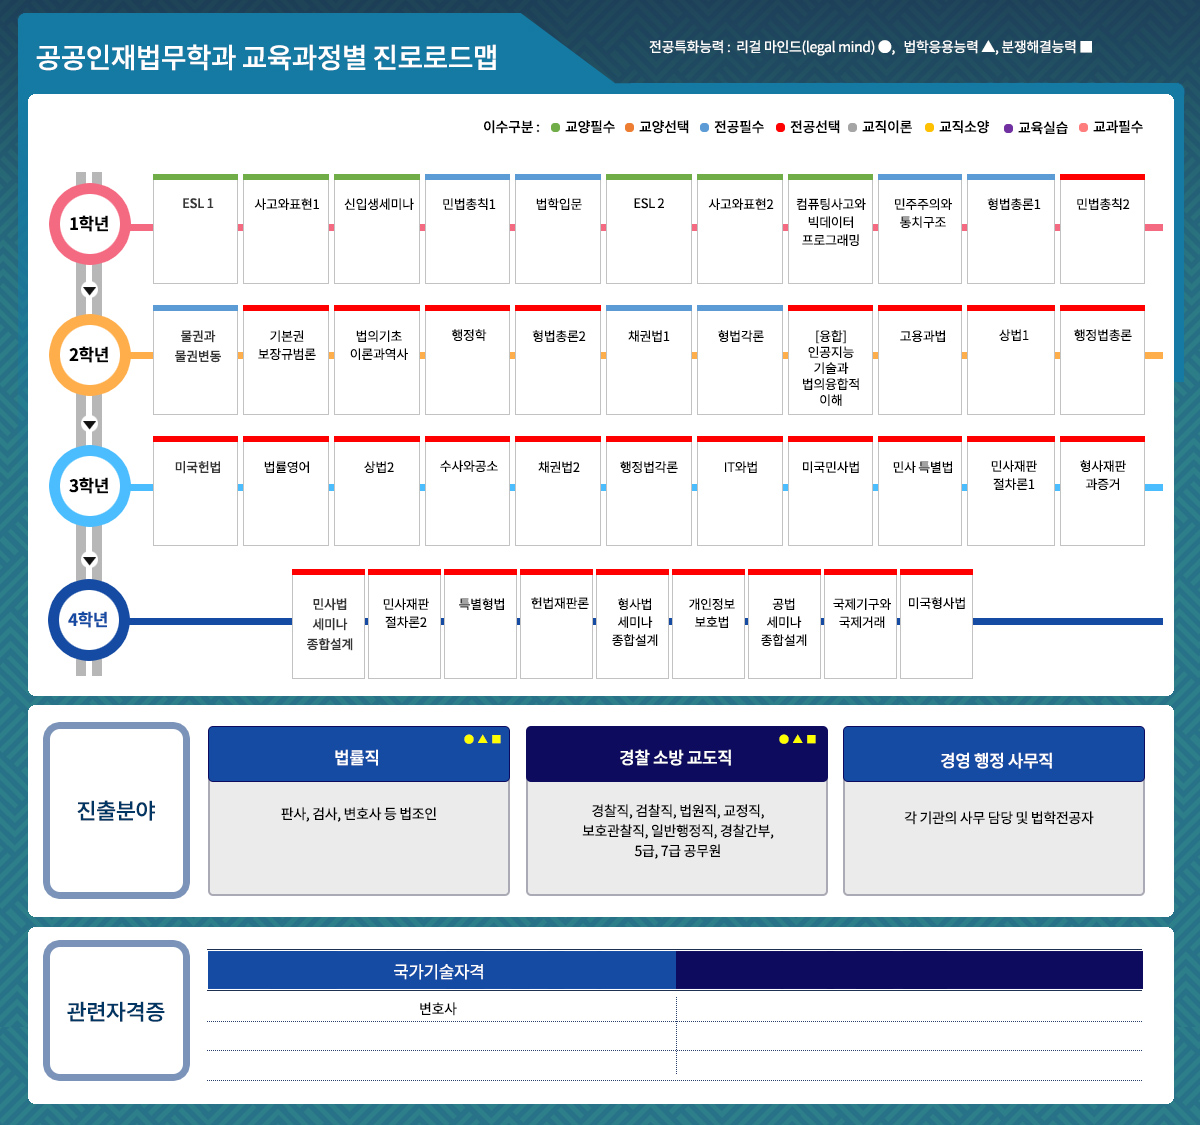 공공인재법무학과 교육과정별 진로로드맵
전공특화능력 : 리걸 마인드(legal mind) ●, 법학응용능력 ▲, 분쟁해결능력 ■
이수구분 : ● 교양필수 ● 교양선택 ● 전공필수 ● 전공선택 ● 교직이론 ● 교직소양 ● 교육실습 ● 교과필수
1학년
ESL 1
사고와표현1
신입생세미나
민법총칙1
법학입문
ESL 2
사고와표현2
컴퓨팅사고와
빅데이터
프로그래밍
민주주의와
통치구조
형법총론1
민법총칙2
2학년
물권과
물권변동
기본권
보장규범론
법의기초
이론과역사
행정학
형법총론2
채권법1
형법각론
[융합]
인공지능
기술과
법의융합적
이해
고용과법
상법1
행정법총론
3학년
미국헌법
법률영어
상법2
수사와공소
채권법2
행정법각론
IT와법
미국민사법
민사 특별법
민사재판
절차론1
형사재판
과증거
4학년
민사법
세미나
종합설계
민사재판
절차론2
특별형법
헌법재판론
형사법
세미나
종합설계
개인정보
보호법
공법
세미나
종합설계
국제기구와
국제거래
미국형사법
진출분야
법률직
●▲■
판사, 검사, 변호사 등 법조인
경찰 소방 교도직
●▲■
경찰직, 검찰직, 법원직, 교정직,
보호관찰직, 일반행정직, 경찰간부,
5급, 7급 공무원
경영 행정 사무직
각 기관의 사무 담당 및 법학전공자
관련자격증
국가기술자격
변호사